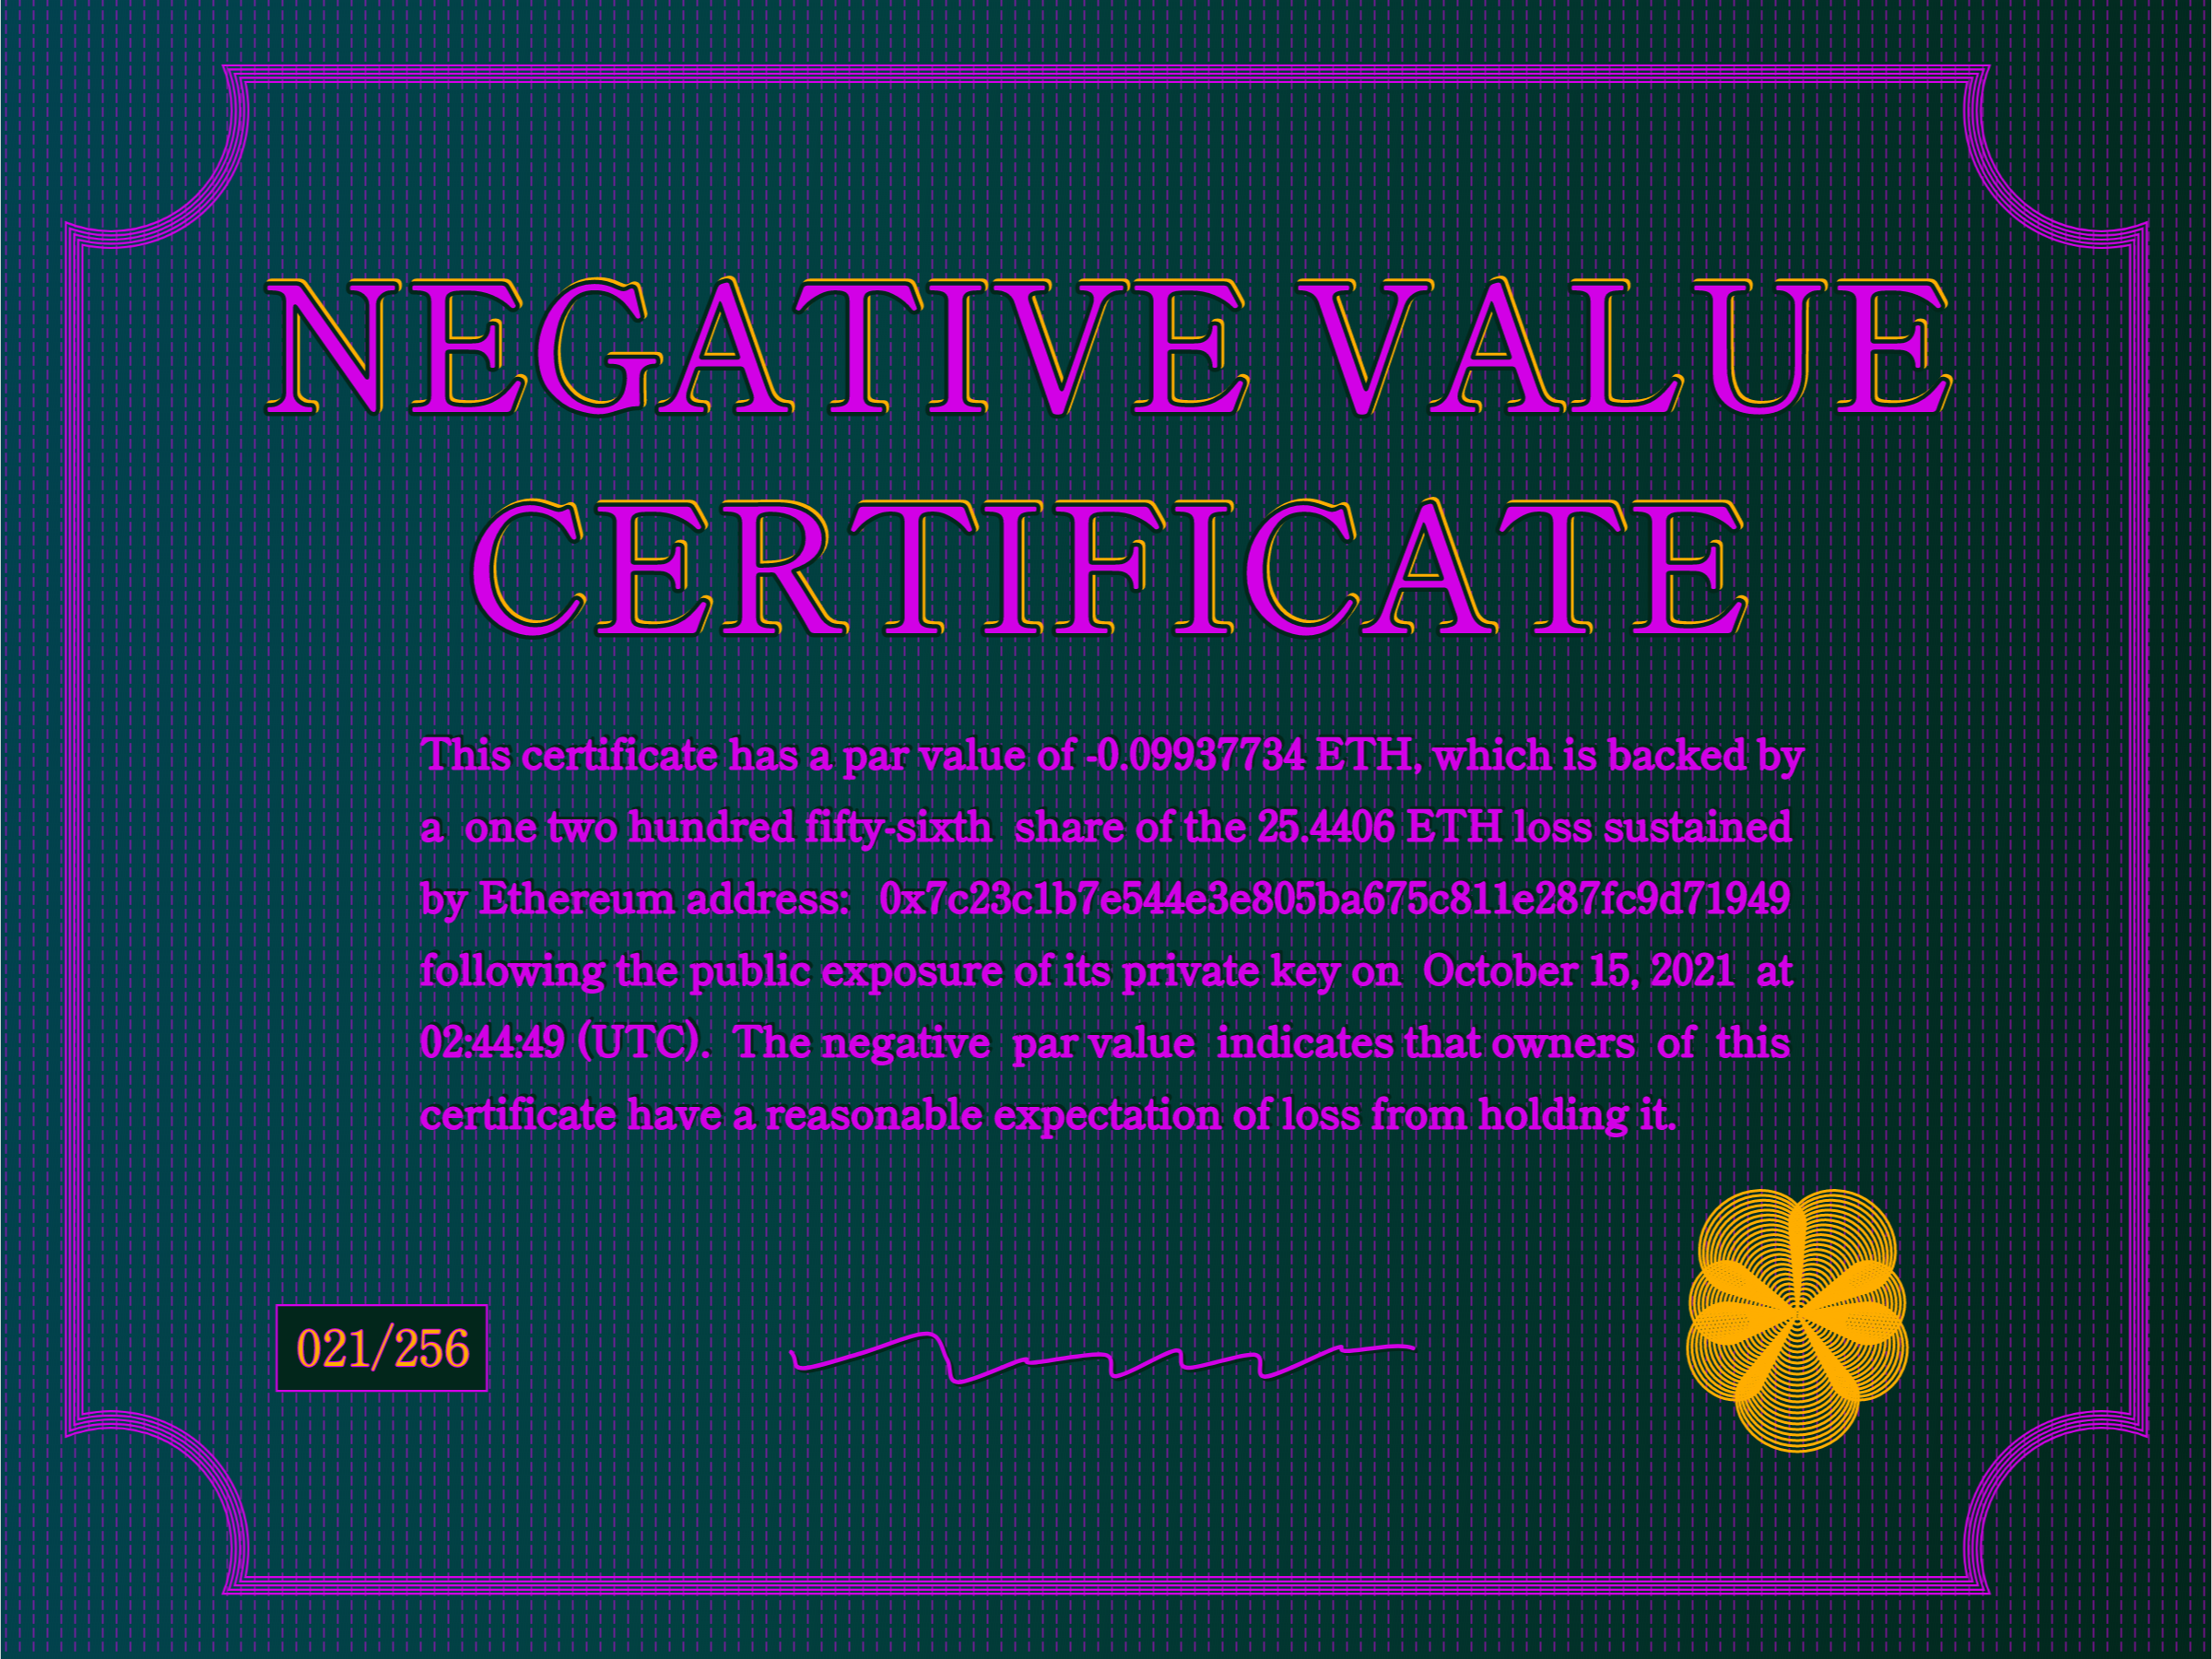 NEGATIVE VALUE
CERTIFICATE
This certificate has a par value of -0.09937734 ETH, which is backed by
a one two hundred fifty-sixth share of the 25.4406 ETH loss sustained
by Ethereum address: 0x7c23c1b7e544e3e805ba675c811e287fc9d71949
following the public exposure of its private key on October 15, 2021 at
02:44:49 (UTC). The negative par value indicates that owners of this
certificate have a reasonable expectation of loss from holding it.
021/256